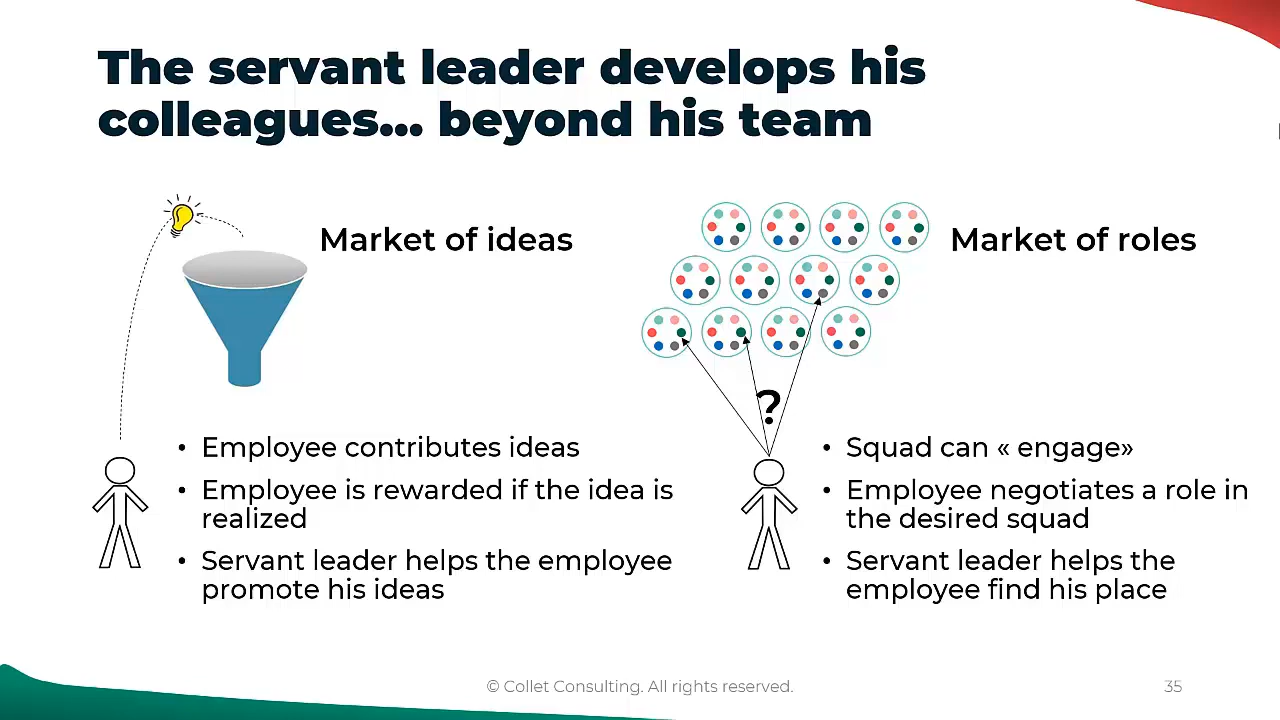 The servant leader develops his
colleagues... beyond his team
Market of ideas
• Employee contributes ideas
• Employee is rewarded if the idea is
realized
• Servant leader helps the employee
promote his ideas
Market of roles
?
• Squad can « engage»
• Employee negotiates a role in
the desired squad
• Servant leader helps the
employee find his place
© Collet Consulting. All rights reserved.
35